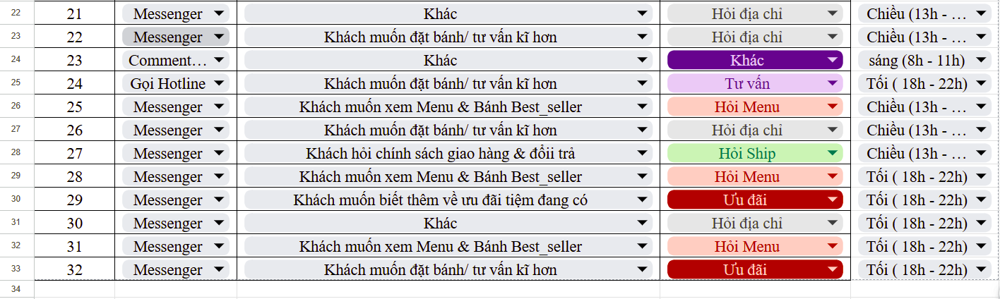 22 21 Messenger Khác Hỏi địa chỉ Chiều (13h - …
23 22 Messenger Khách muốn đặt bánh/ tư vấn kĩ hơn Hỏi địa chỉ Chiều (13h - …
24 23 Comment… Khác Khác sáng (8h - 11h)
25 24 Gọi Hotline Khách muốn đặt bánh/ tư vấn kĩ hơn Tư vấn Tối ( 18h - 22h)
26 25 Messenger Khách muốn xem Menu & Bánh Best_seller Hỏi Menu Chiều (13h - …
27 26 Messenger Khách muốn đặt bánh/ tư vấn kĩ hơn Hỏi địa chỉ Chiều (13h - …
28 27 Messenger Khách hỏi chính sách giao hàng & đổii trả Hỏi Ship Chiều (13h - …
29 28 Messenger Khách muốn xem Menu & Bánh Best_seller Hỏi Menu Tối ( 18h - 22h)
30 29 Messenger Khách muốn biết thêm về ưu đãi tiệm đang có Ưu đãi Tối ( 18h - 22h)
31 30 Messenger Khác Hỏi địa chỉ Tối ( 18h - 22h)
32 31 Messenger Khách muốn xem Menu & Bánh Best_seller Hỏi Menu Tối ( 18h - 22h)
33 32 Messenger Khách muốn đặt bánh/ tư vấn kĩ hơn Ưu đãi Tối ( 18h - 22h)
34